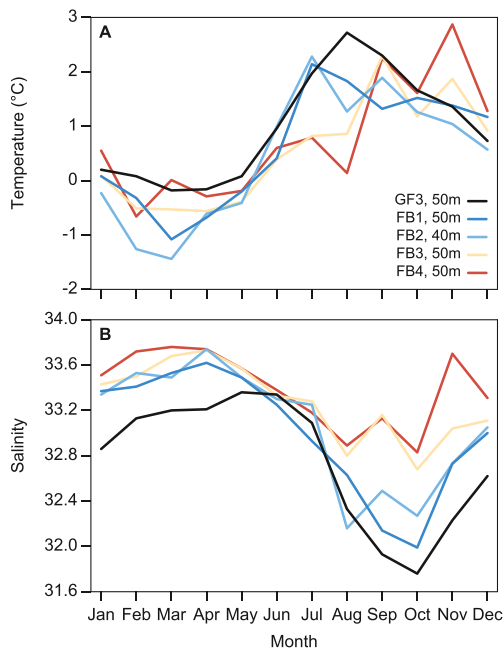 A
3
2
1
0
-1
-2
Temperature (°C)
GF3, 50m
FB1, 50m
FB2, 40m
FB3, 50m
FB4, 50m
B
34.0
33.6
33.2
32.8
32.4
32.0
31.6
Salinity
Jan Feb Mar Apr May Jun Jul Aug Sep Oct Nov Dec
Month